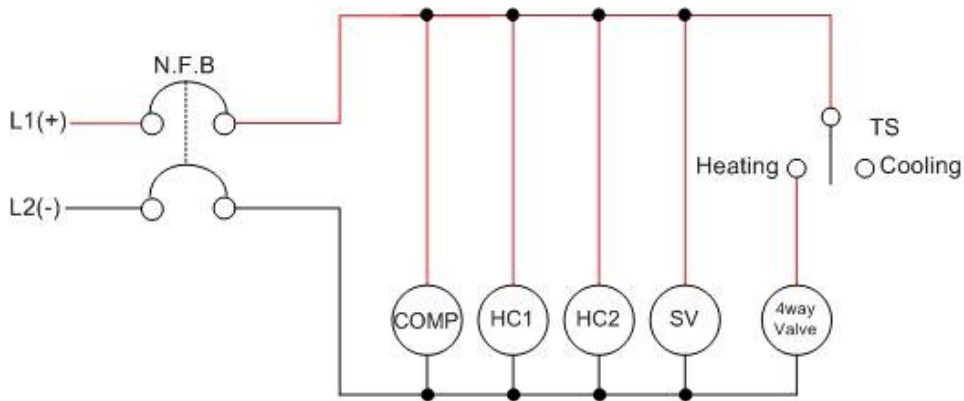 N.F.B
L1(+)
TS
Heating
Cooling
L2(-)
COMP
HC1
HC2
SV
4way
Valve